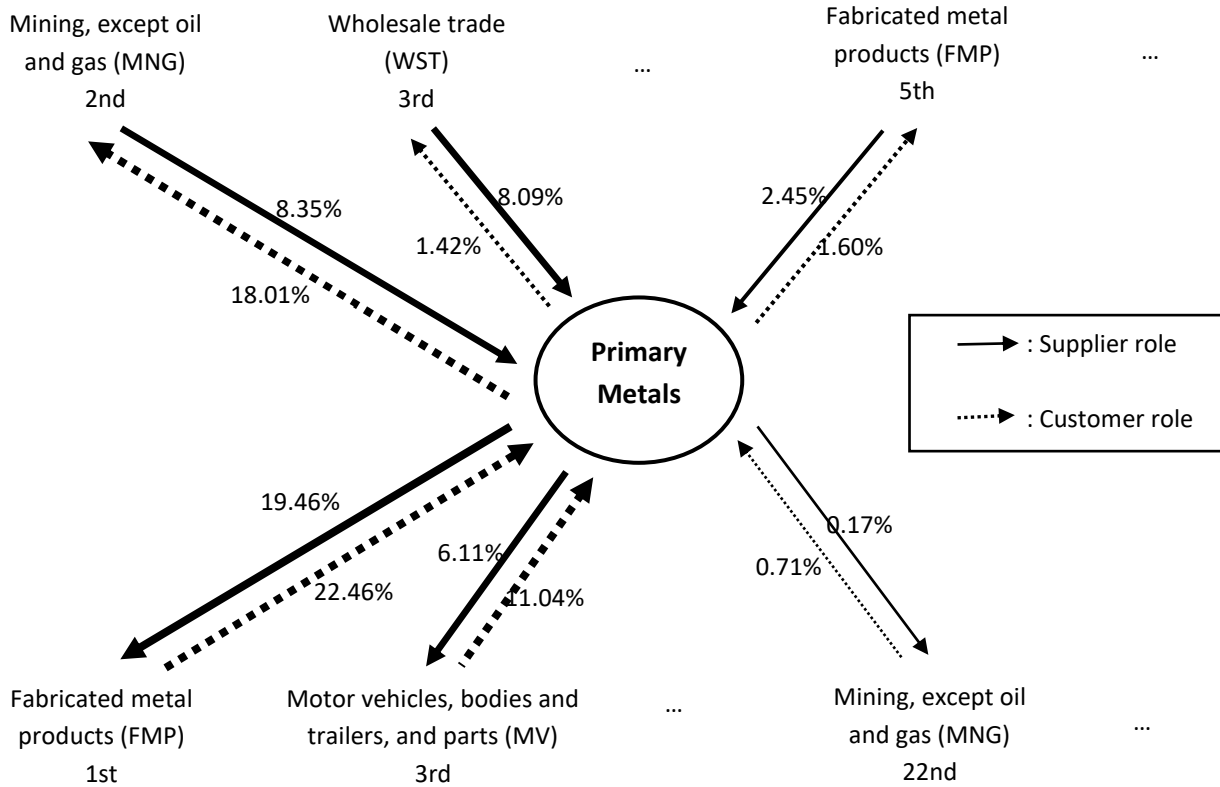 Mining, except oil
and gas (MNG)
2nd
Wholesale trade
(WST)
3rd
...
Fabricated metal
products (FMP)
5th
...
8.35%
18.01%
8.09%
1.42%
2.45%
1.60%
Primary
Metals
: Supplier role
: Customer role
19.46%
22.46%
6.11%
11.04%
0.17%
0.71%
Fabricated metal
products (FMP)
1st
Motor vehicles, bodies and
trailers, and parts (MV)
3rd
...
Mining, except oil
and gas (MNG)
22nd
...